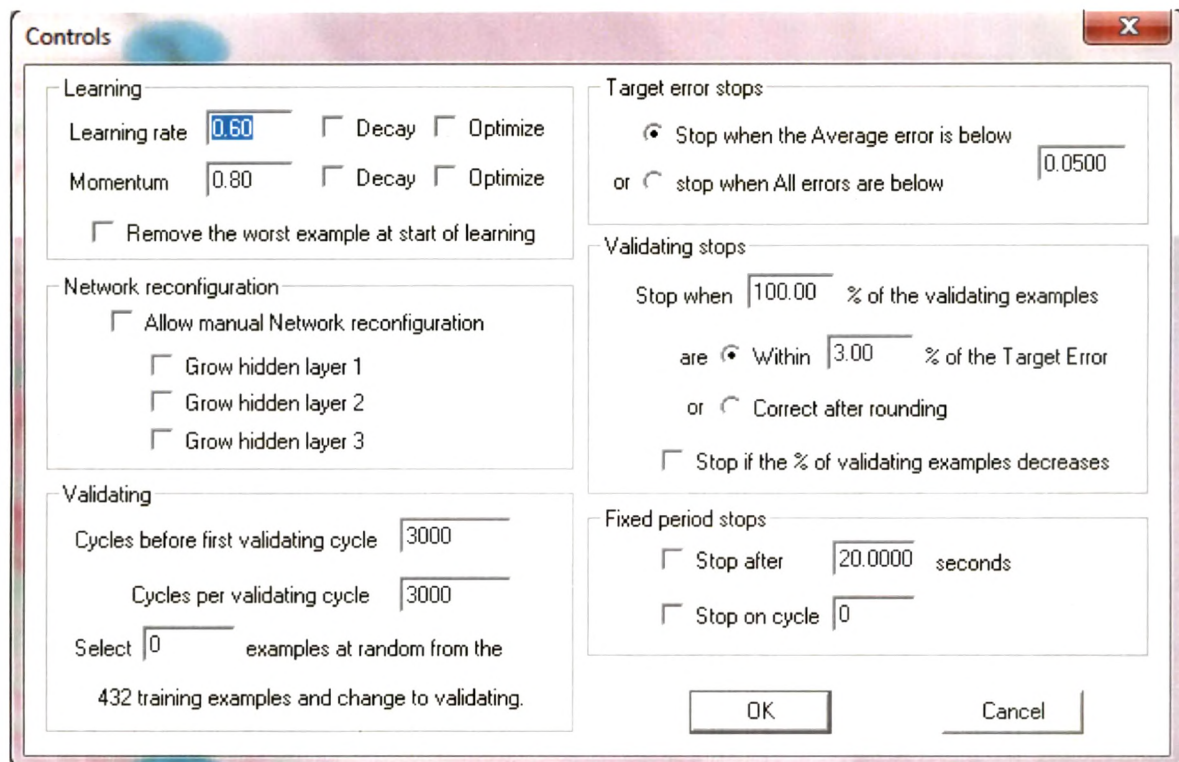 Controls
X
Learning
Learning rate 0.60 Decay Optimize
Momentum 0.80 Decay Optimize
Remove the worst example at start of learning
Network reconfiguration
Allow manual Network reconfiguration
Grow hidden layer 1
Grow hidden layer 2
Grow hidden layer 3
Validating
Cycles before first validating cycle 3000
Cycles per validating cycle 3000
Select 0 examples at random from the
432 training examples and change to validating.
Target error stops
Stop when the Average error is below
0.0500
or stop when All errors are below
Validating stops
Stop when 100.00 % of the validating examples
are Within 3.00 % of the Target Error
or Correct after rounding
Stop if the % of validating examples decreases
Fixed period stops
Stop after 20.0000 seconds
Stop on cycle 0
OK Cancel